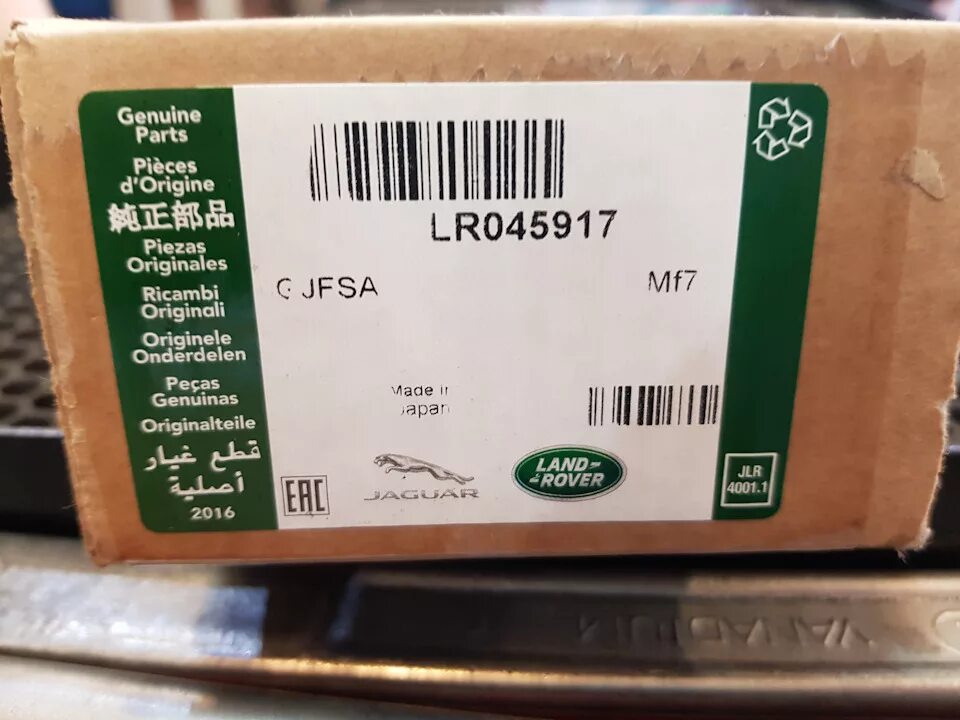 Genuine
Parts
Pièces
d'Origine
純正部品
Piezas
Originales
Ricambi
Originali
Originele
Onderdelen
Peças
Genuinas
Originalteile
قطع غيار
أصلية
2016
LR045917
JFSA
Mf7
Made in
Japan
EAC
JAGUAR
LAND-
-ROVER
JLR
4001.1
VANADIUM